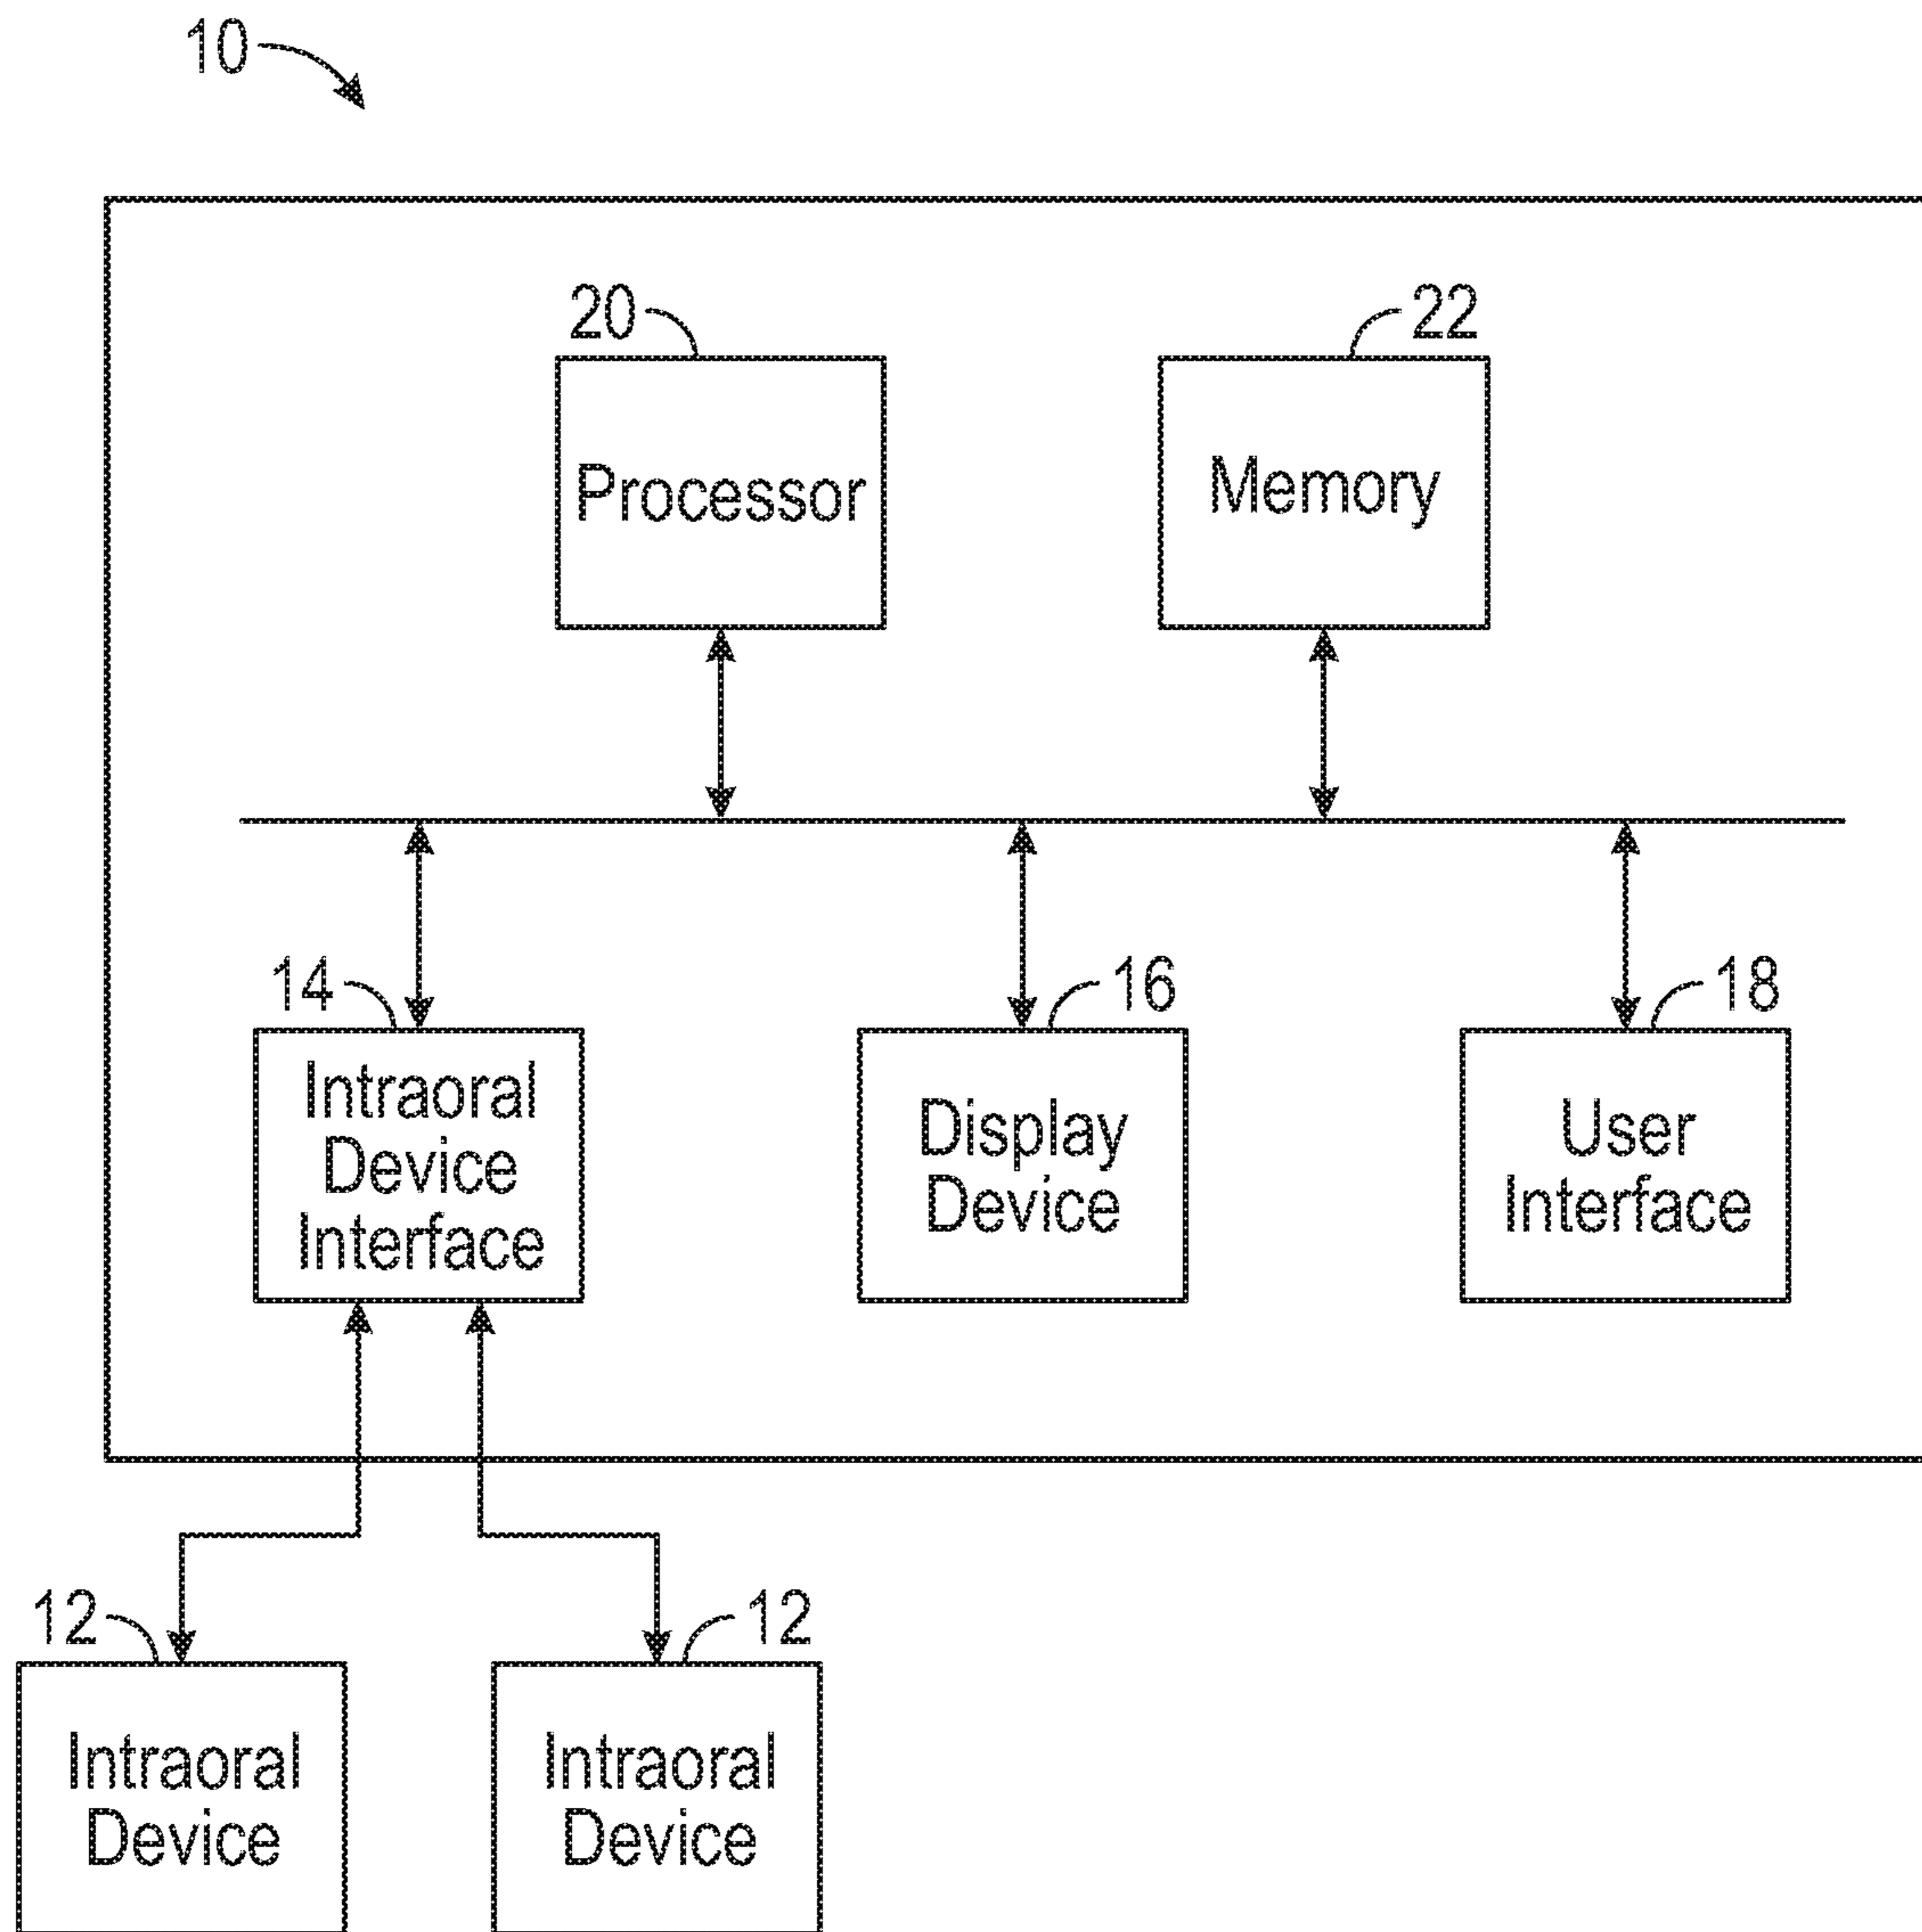 10
20
22
Processor
Memory
14
16
18
Intraoral
Device
Interface
Display
Device
User
Interface
12
12
Intraoral
Device
Intraoral
Device